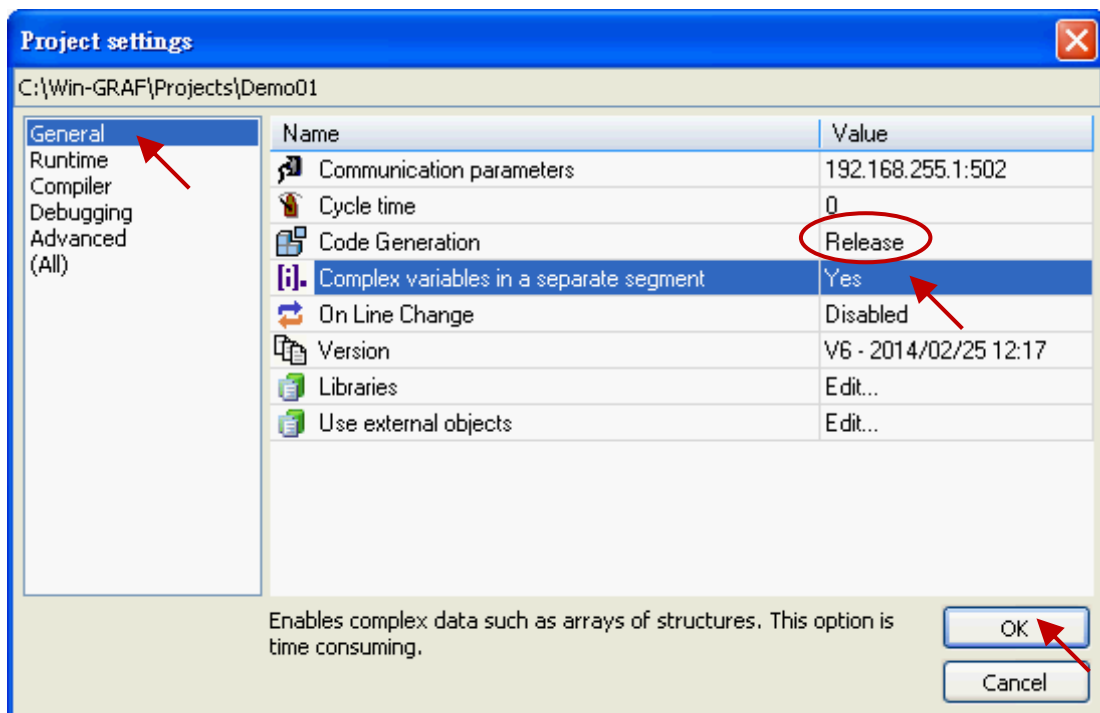 Project settings
C:\Win-GRAF\Projects\Demo01
General
Runtime
Compiler
Debugging
Advanced
(All)
Name Value
Communication parameters 192.168.255.1:502
Cycle time 0
Code Generation Release
[i]. Complex variables in a separate segment Yes
On Line Change Disabled
Version V6 - 2014/02/25 12:17
Libraries Edit...
Use external objects Edit...
Enables complex data such as arrays of structures. This option is
time consuming.
OK
Cancel